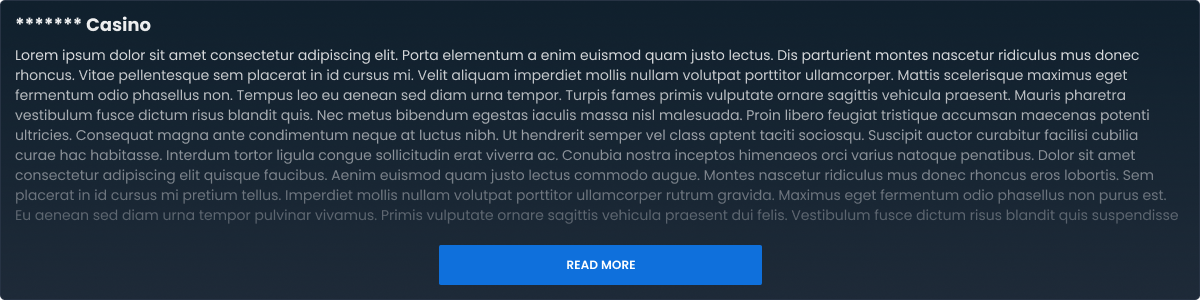 ******* Casino
Lorem ipsum dolor sit amet consectetur adipiscing elit. Porta elementum a enim euismod quam justo lectus. Dis parturient montes nascetur ridiculus mus donec
rhoncus. Vitae pellentesque sem placerat in id cursus mi. Velit aliquam imperdiet mollis nullam volutpat porttitor ullamcorper. Mattis scelerisque maximus eget
fermentum odio phasellus non. Tempus leo eu aenean sed diam urna tempor. Turpis fames primis vulputate ornare sagittis vehicula praesent. Mauris pharetra
vestibulum fusce dictum risus blandit quis. Nec metus bibendum egestas iaculis massa nisl malesuada. Proin libero feugiat tristique accumsan maecenas potenti
ultricies. Consequat magna ante condimentum neque at luctus nibh. Ut hendrerit semper vel class aptent taciti sociosqu. Suscipit auctor curabitur facilisi cubilia
curae hac habitasse. Interdum tortor ligula congue sollicitudin erat viverra ac. Conubia nostra inceptos himenaeos orci varius natoque penatibus. Dolor sit amet
consectetur adipiscing elit quisque faucibus. Aenim euismod quam justo lectus commodo augue. Montes nascetur ridiculus mus donec rhoncus eros lobortis. Sem
placerat in id cursus mi pretium tellus. Imperdiet mollis nullam volutpat porttitor ullamcorper rutrum gravida. Maximus eget fermentum odio phasellus non purus est.
Eu aenean sed diam urna tempor pulvinar vivamus. Primis vulputate ornare sagittis vehicula praesent dui felis. Vestibulum fusce dictum risus blandit quis suspendisse
READ MORE